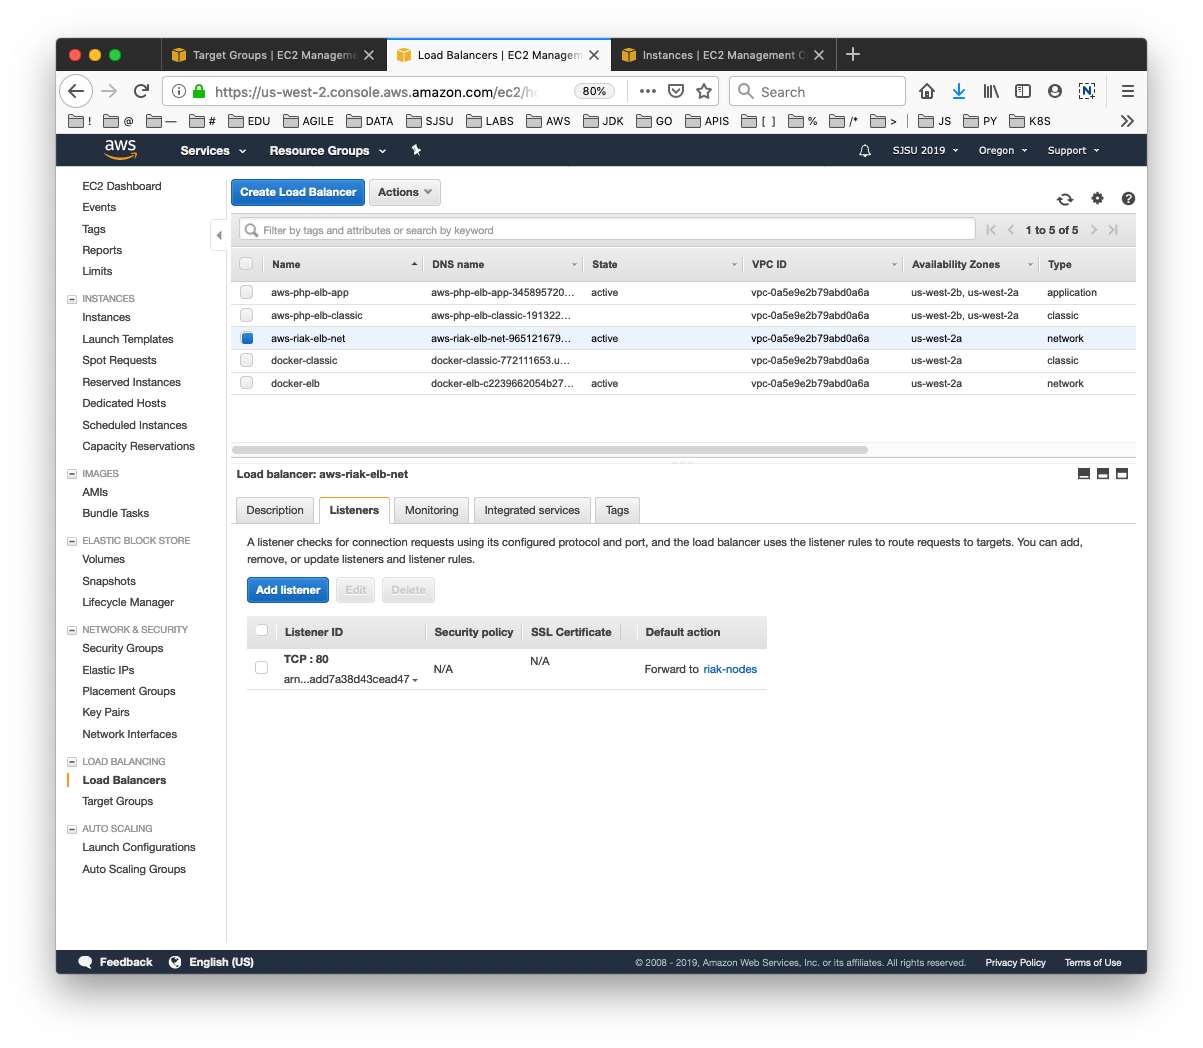 Target Groups | EC2 Manageme
Load Balancers | EC2 Managem
Instances | EC2 Management C
https://us-west-2.console.aws.amazon.com/ec2/
80%
Search
! @ — # EDU AGILE DATA SJSU LABS AWS JDK GO APIS [ ] % /* > JS PY K8S
aws Services Resource Groups SJSU 2019 Oregon Support
EC2 Dashboard
Events
Tags
Reports
Limits
INSTANCES
Instances
Launch Templates
Spot Requests
Reserved Instances
Dedicated Hosts
Scheduled Instances
Capacity Reservations
IMAGES
AMIs
Bundle Tasks
ELASTIC BLOCK STORE
Volumes
Snapshots
Lifecycle Manager
NETWORK & SECURITY
Security Groups
Elastic IPs
Placement Groups
Key Pairs
Network Interfaces
LOAD BALANCING
Load Balancers
Target Groups
AUTO SCALING
Launch Configurations
Auto Scaling Groups
Create Load Balancer Actions
Filter by tags and attributes or search by keyword 1 to 5 of 5
Name DNS name State VPC ID Availability Zones Type
aws-php-elb-app aws-php-elb-app-345895720... active vpc-0a5e9e2b79abd0a6a us-west-2b, us-west-2a application
aws-php-elb-classic aws-php-elb-classic-191322... vpc-0a5e9e2b79abd0a6a us-west-2b, us-west-2a classic
aws-riak-elb-net aws-riak-elb-net-965121679... active vpc-0a5e9e2b79abd0a6a us-west-2a network
docker-classic docker-classic-772111653.u... vpc-0a5e9e2b79abd0a6a us-west-2a classic
docker-elb docker-elb-c2239662054b27... active vpc-0a5e9e2b79abd0a6a us-west-2a network
Load balancer: aws-riak-elb-net
Description Listeners Monitoring Integrated services Tags
A listener checks for connection requests using its configured protocol and port, and the load balancer uses the listener rules to route requests to targets. You can add,
remove, or update listeners and listener rules.
Add listener Edit Delete
Listener ID Security policy SSL Certificate Default action
TCP : 80 N/A N/A Forward to riak-nodes
arn...add7a38d43cead47
Feedback English (US) © 2008 - 2019, Amazon Web Services, Inc. or its affiliates. All rights reserved. Privacy Policy Terms of Use